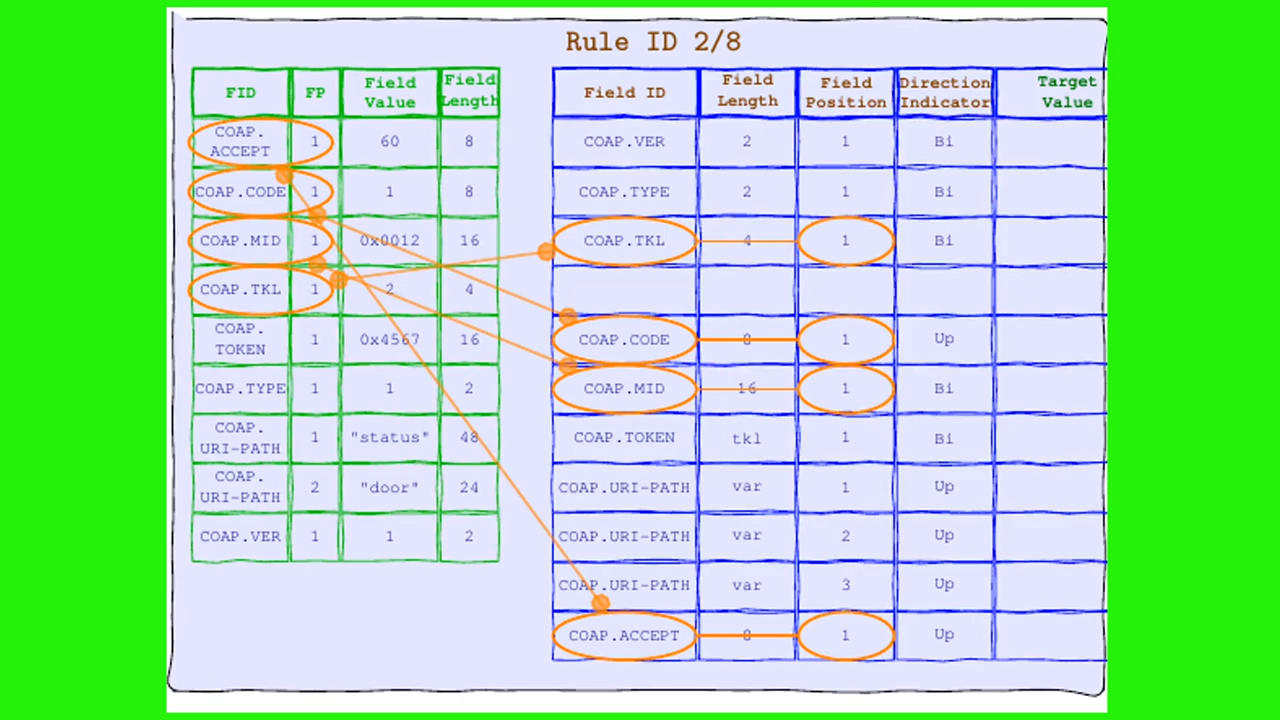 Rule ID 2/8
FID FP Field Value Field Length
COAP. ACCEPT 1 60 8
COAP.CODE 1 1 8
COAP.MID 1 0x0012 16
COAP.TKL 1 2 4
COAP. TOKEN 1 0x4567 16
COAP.TYPE 1 1 2
COAP. URI-PATH 1 "status" 48
COAP. URI-PATH 2 "door" 24
COAP.VER 1 1 2
Field ID Field Length Field Position Direction Indicator Target Value
COAP.VER 2 1 Bi
COAP.TYPE 2 1 Bi
COAP.TKL 4 1 Bi
COAP.CODE 8 1 Up
COAP.MID 16 1 Bi
COAP.TOKEN tkl 1 Bi
COAP.URI-PATH var 1 Up
COAP.URI-PATH var 2 Up
COAP.URI-PATH var 3 Up
COAP.ACCEPT 8 1 Up